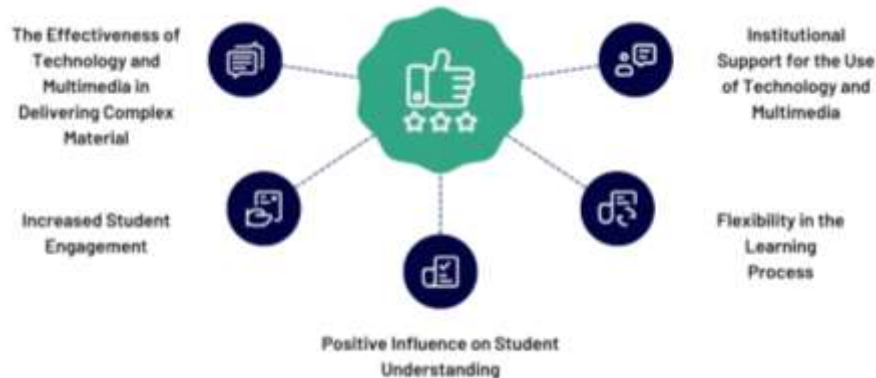 The Effectiveness of
Technology and
Multimedia in
Delivering Complex
Material
Institutional
Support for the Use
of Technology and
Multimedia
Increased Student
Engagement
Flexibility in the
Learning
Process
Positive Influence on Student
Understanding